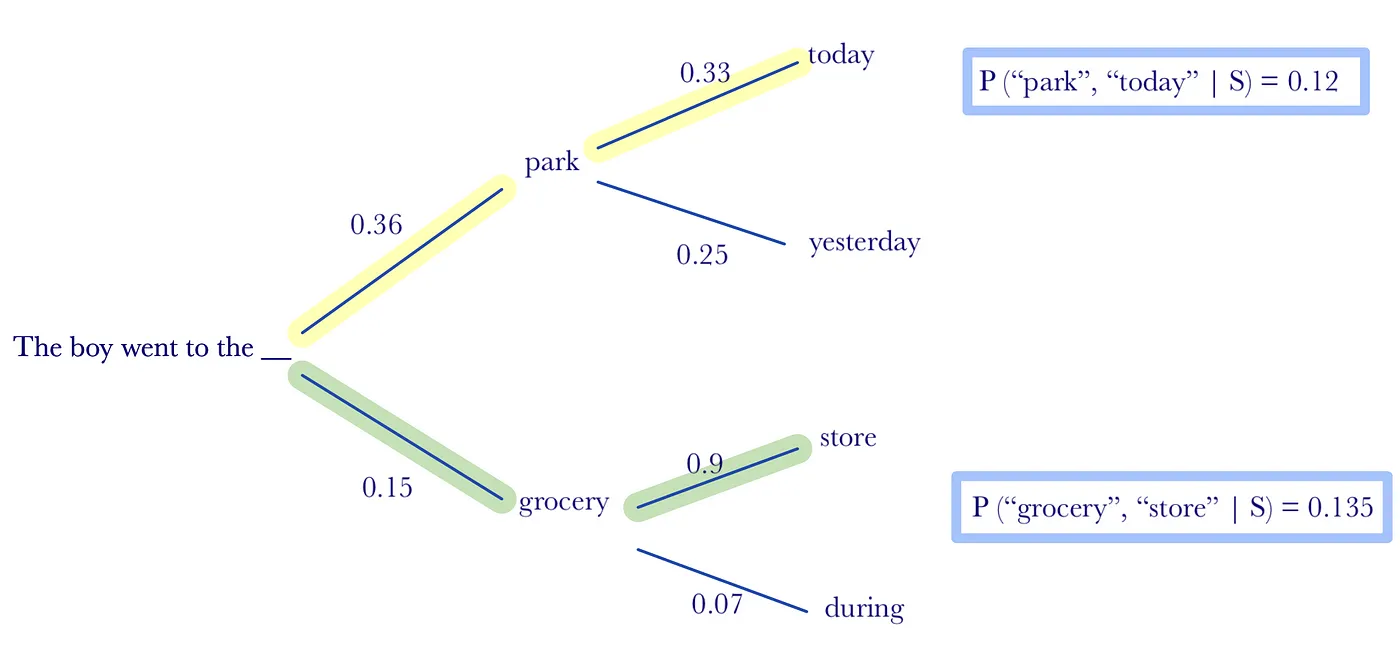 today
0.33
P (“park”, “today” | S) = 0.12
park
0.36
yesterday
0.25
The boy went to the __
store
0.9
0.15
grocery
P (“grocery”, “store” | S) = 0.135
0.07
during